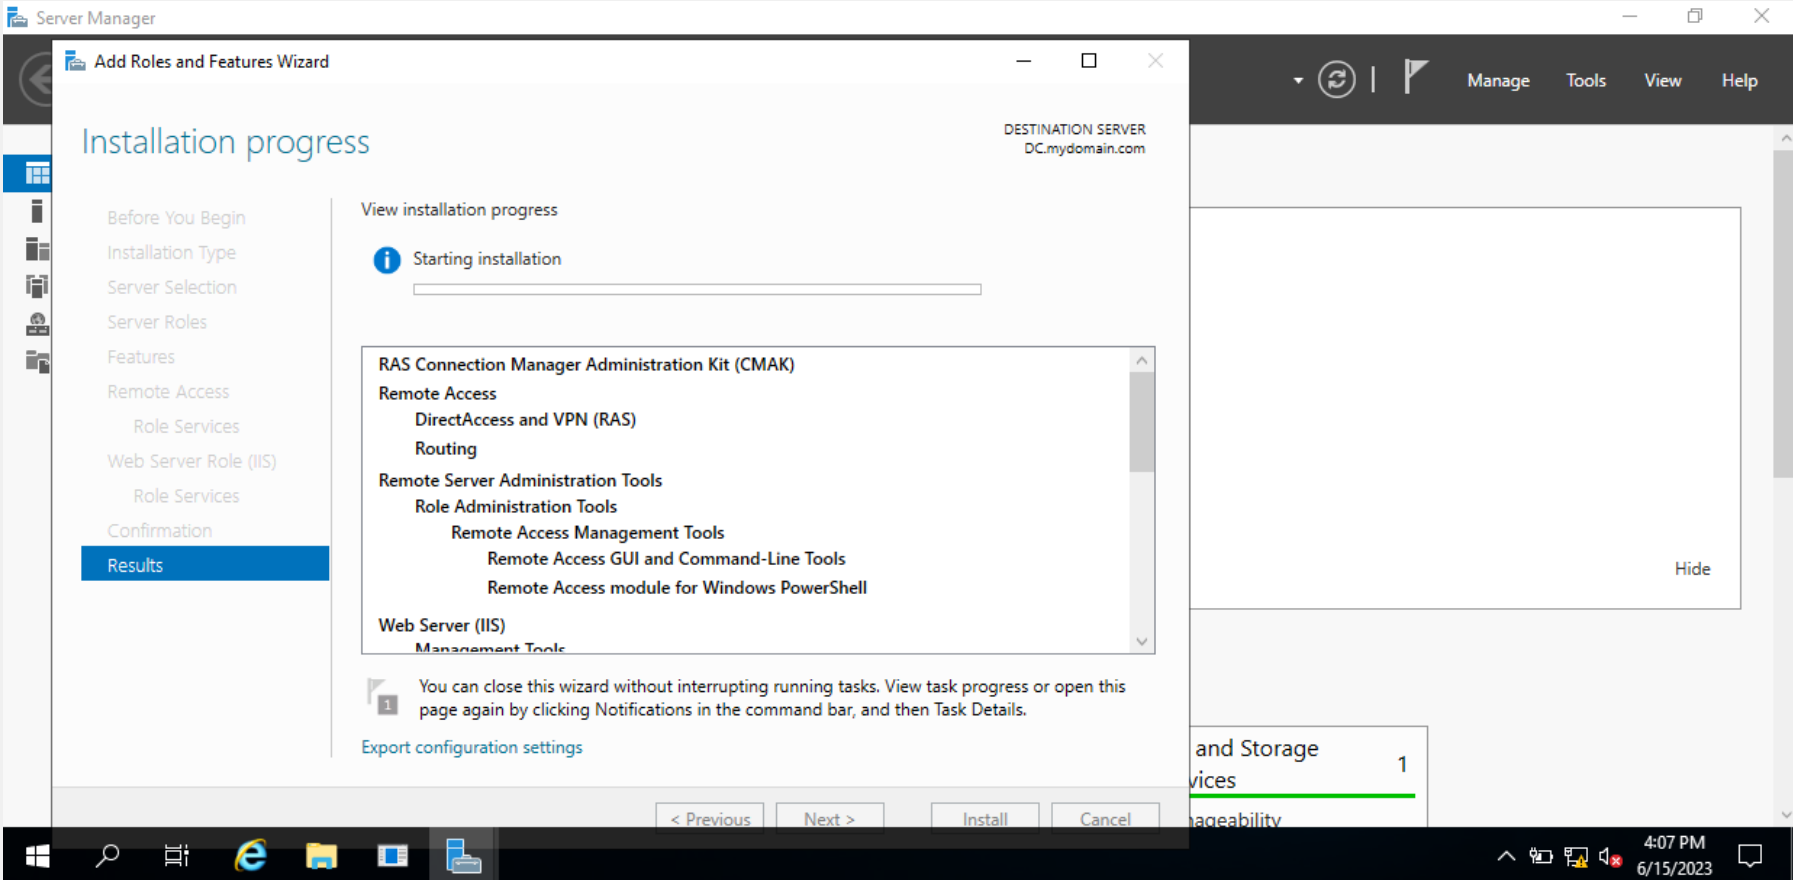 Server Manager
Add Roles and Features Wizard
Manage
Tools
View
Help
Installation progress
DESTINATION SERVER
DC.mydomain.com
Before You Begin
Installation Type
Server Selection
Server Roles
Features
Remote Access
Role Services
Web Server Role (IIS)
Role Services
Confirmation
Results
View installation progress
Starting installation
RAS Connection Manager Administration Kit (CMAK)
Remote Access
DirectAccess and VPN (RAS)
Routing
Remote Server Administration Tools
Role Administration Tools
Remote Access Management Tools
Remote Access GUI and Command-Line Tools
Remote Access module for Windows PowerShell
Web Server (IIS)
Management Tools
1
You can close this wizard without interrupting running tasks. View task progress or open this
page again by clicking Notifications in the command bar, and then Task Details.
Export configuration settings
< Previous
Next >
Install
Cancel
Hide
and Storage
vices
1
nageability
4:07 PM
6/15/2023